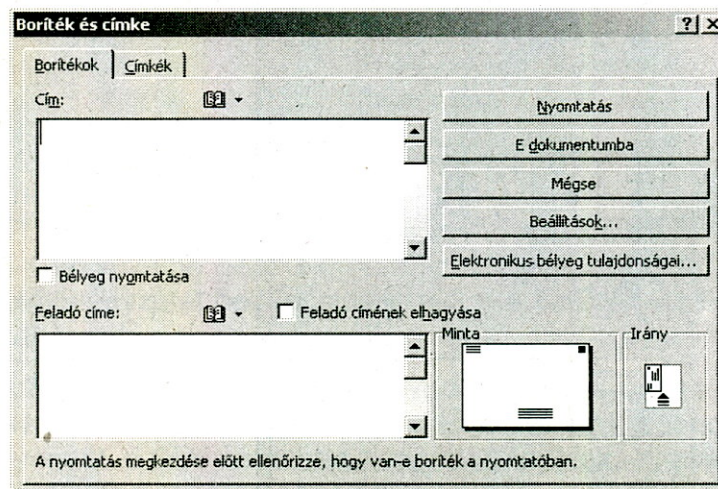 Boríték és címke
Borítékok
Címkék
Cím:
Nyomtatás
E dokumentumba
Mégse
Beállítások...
Elektronikus bélyeg tulajdonságai...
Bélyeg nyomtatása
Feladó címe:
Feladó címének elhagyása
Minta
Irány
A nyomtatás megkezdése előtt ellenőrizze, hogy van-e boríték a nyomtatóban.